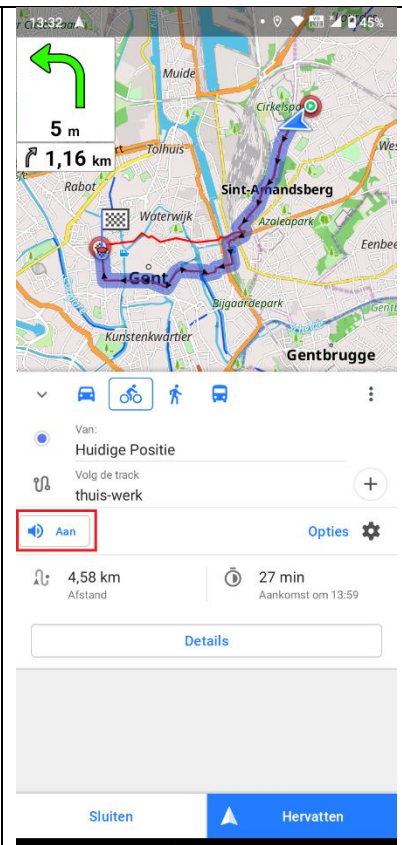 13:32
45%
Muide
5 m
Cirkelspo
1,16 km
Tolhuis
Wes
Rabot
Sint-Amandsberg
Waterwijk
Azaleapark
Eenbee
Gent
Bijgaardepark
Gent
Kunstenkwartier
Gentbrugge
Van:
Huidige Positie
Volg de track
thuis-werk
Aan
Opties
4,58 km
27 min
Afstand
Aankomst om 13:59
Details
Sluiten
Hervatten